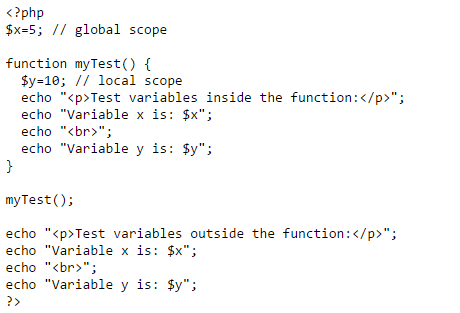 <?php
$x=5; // global scope

function myTest() {
  $y=10; // local scope
  echo "<p>Test variables inside the function:</p>";
  echo "Variable x is: $x";
  echo "<br>";
  echo "Variable y is: $y";
}

myTest();

echo "<p>Test variables outside the function:</p>";
echo "Variable x is: $x";
echo "<br>";
echo "Variable y is: $y";
?>